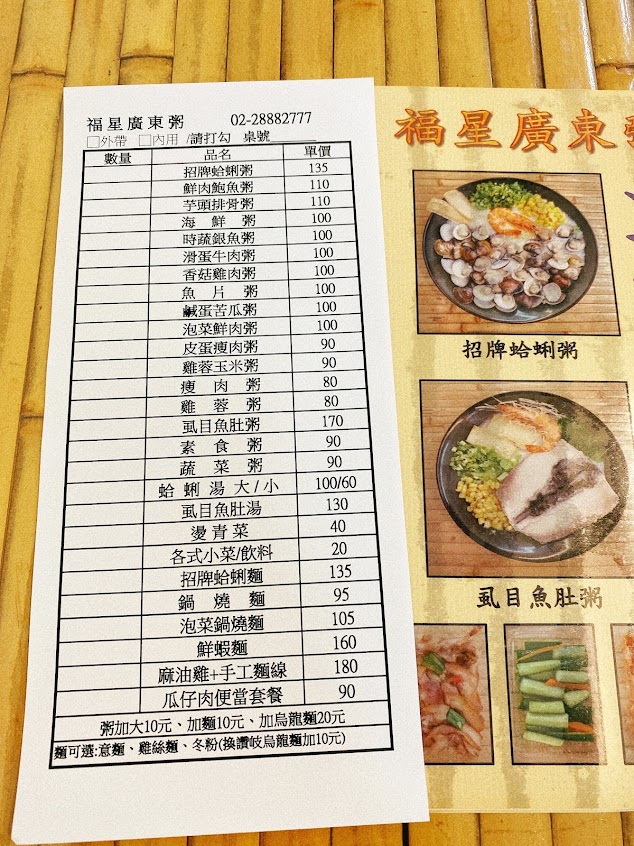 福星廣東粥 02-28882777
□外帶 □內用 /請打勾 桌號
數量 品名 單價
招牌蛤蜊粥 135
鮮肉鮑魚粥 110
芋頭排骨粥 110
海鮮粥 100
時蔬銀魚粥 100
滑蛋牛肉粥 100
香菇雞肉粥 100
魚片粥 100
鹹蛋苦瓜粥 100
泡菜鮮肉粥 100
皮蛋瘦肉粥 90
雞蓉玉米粥 90
瘦肉粥 80
雞蓉粥 80
虱目魚肚粥 170
素食粥 90
蔬菜粥 90
蛤蜊湯大/小 100/60
虱目魚肚湯 130
燙青菜 40
各式小菜/飲料 20
招牌蛤蜊麵 135
鍋燒麵 95
泡菜鍋燒麵 105
鮮蝦麵 160
麻油雞+手工麵線 180
瓜仔肉便當套餐 90
粥加大10元、加麵10元、加烏龍麵20元
麵可選:意麵、雞絲麵、冬粉(換讚岐烏龍麵加10元)
福星廣東
招牌蛤蜊粥
虱目魚肚粥